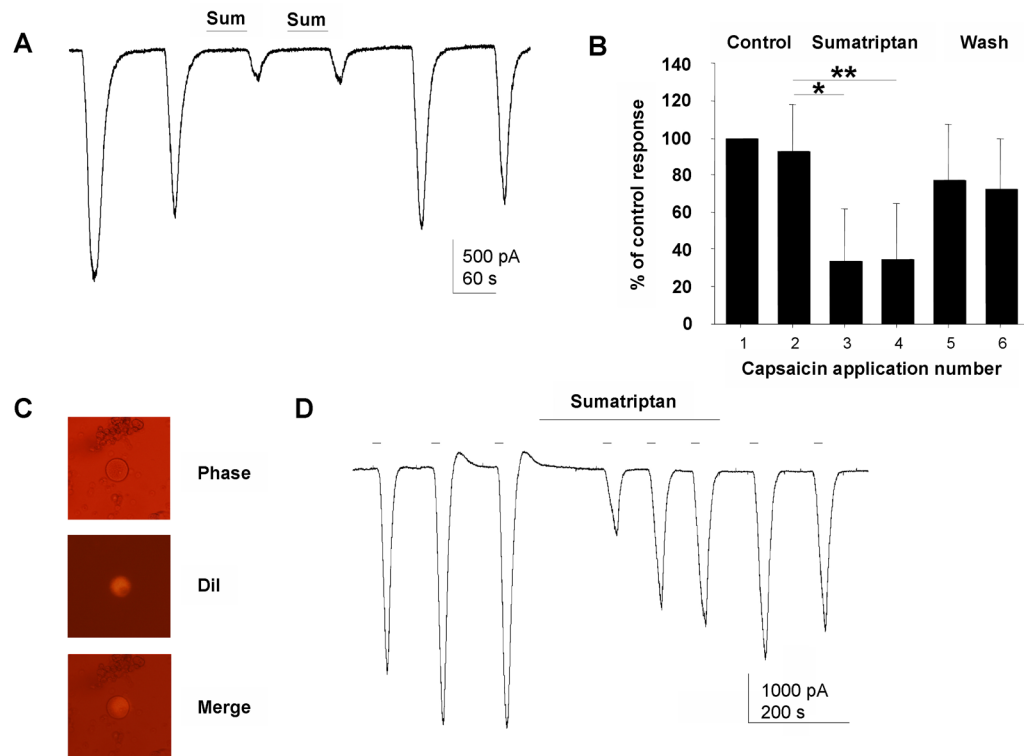 A
Sum Sum
500 pA
60 s
B
Control Sumatriptan Wash
% of control response
140
120
100
80
60
40
20
0
**
*
1 2 3 4 5 6
Capsaicin application number
C
Phase
DiI
Merge
D
Sumatriptan
1000 pA
200 s